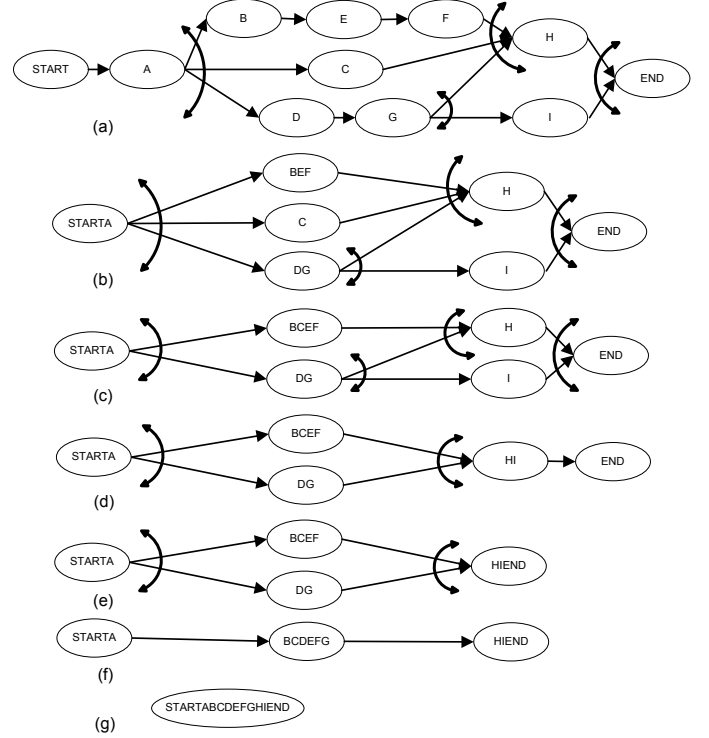 B E F
H
START A C END
D G I
(a)
BEF
H
STARTA C END
DG I
(b)
BCEF H
STARTA END
DG I
(c)
BCEF
STARTA HI END
DG
(d)
BCEF
STARTA HIEND
DG
(e)
STARTA BCDEFG HIEND
(f)
STARTABCDEFGHIEND
(g)